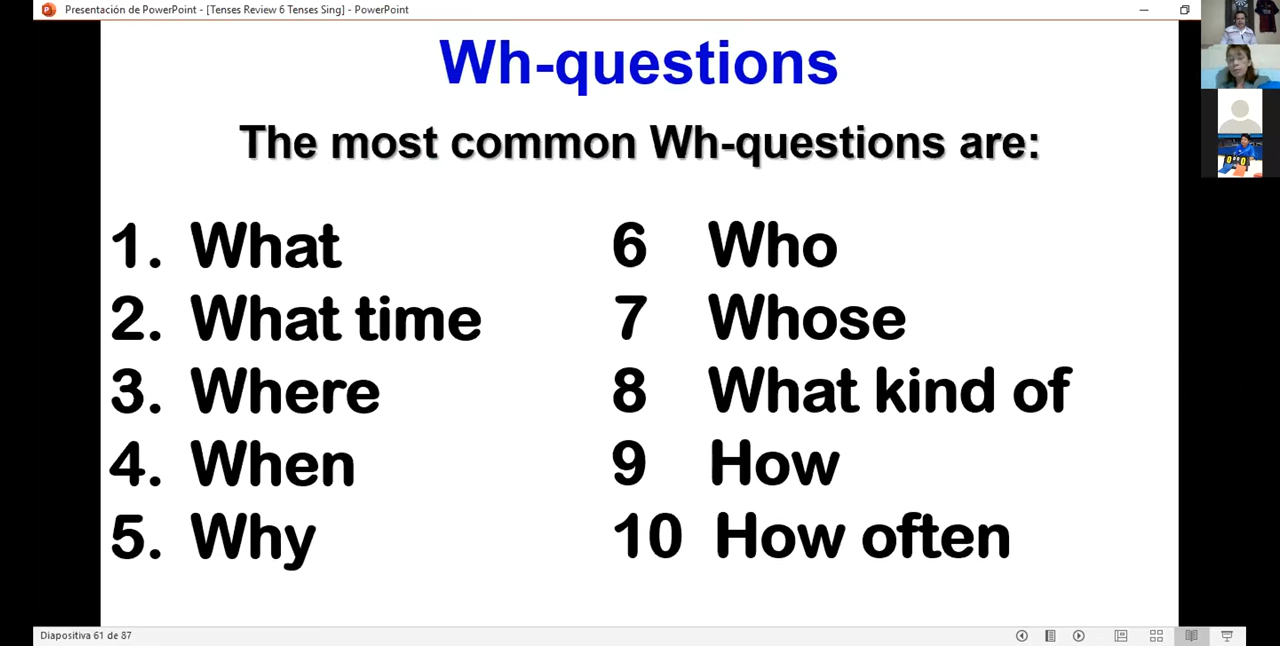 Presentación de PowerPoint - [Tenses Review 6 Tenses Sing] - PowerPoint
Wh-questions
The most common Wh-questions are:
1. What
2. What time
3. Where
4. When
5. Why
6 Who
7 Whose
8 What kind of
9 How
10 How often
Diapositiva 61 de 87